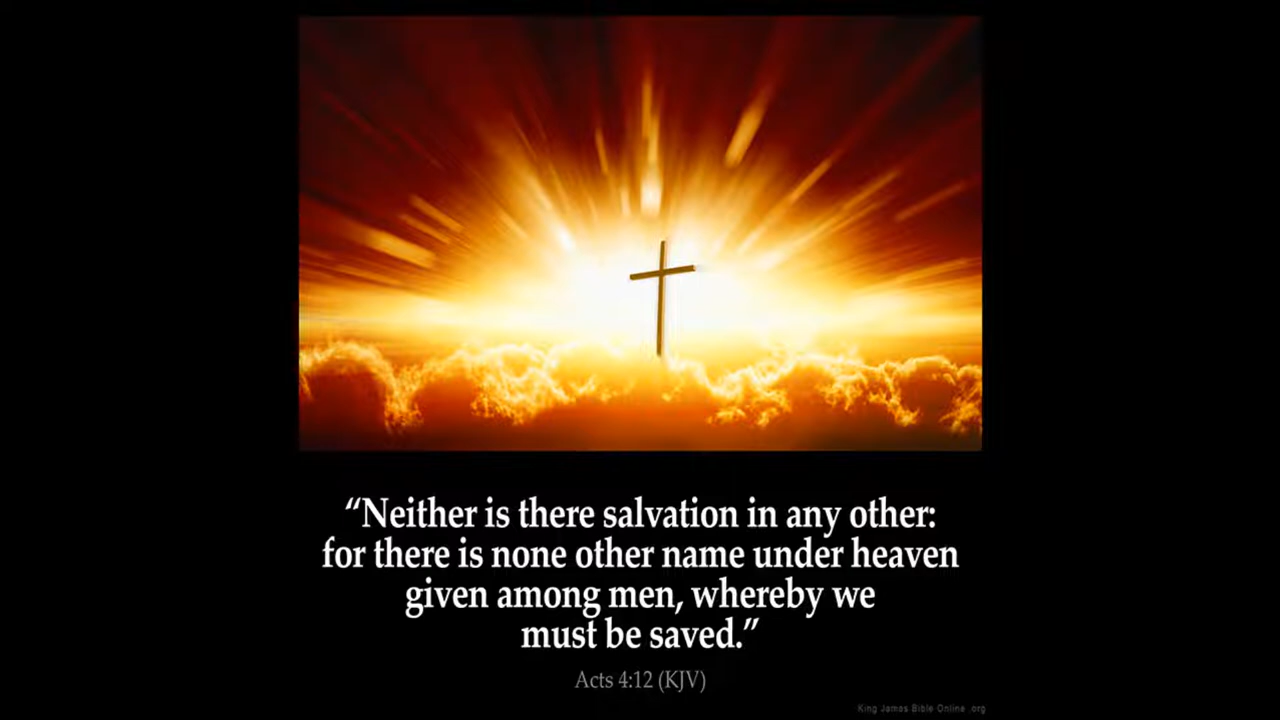 “Neither is there salvation in any other:
for there is none other name under heaven
given among men, whereby we
must be saved.”
Acts 4:12 (KJV)
King James Bible Online .org